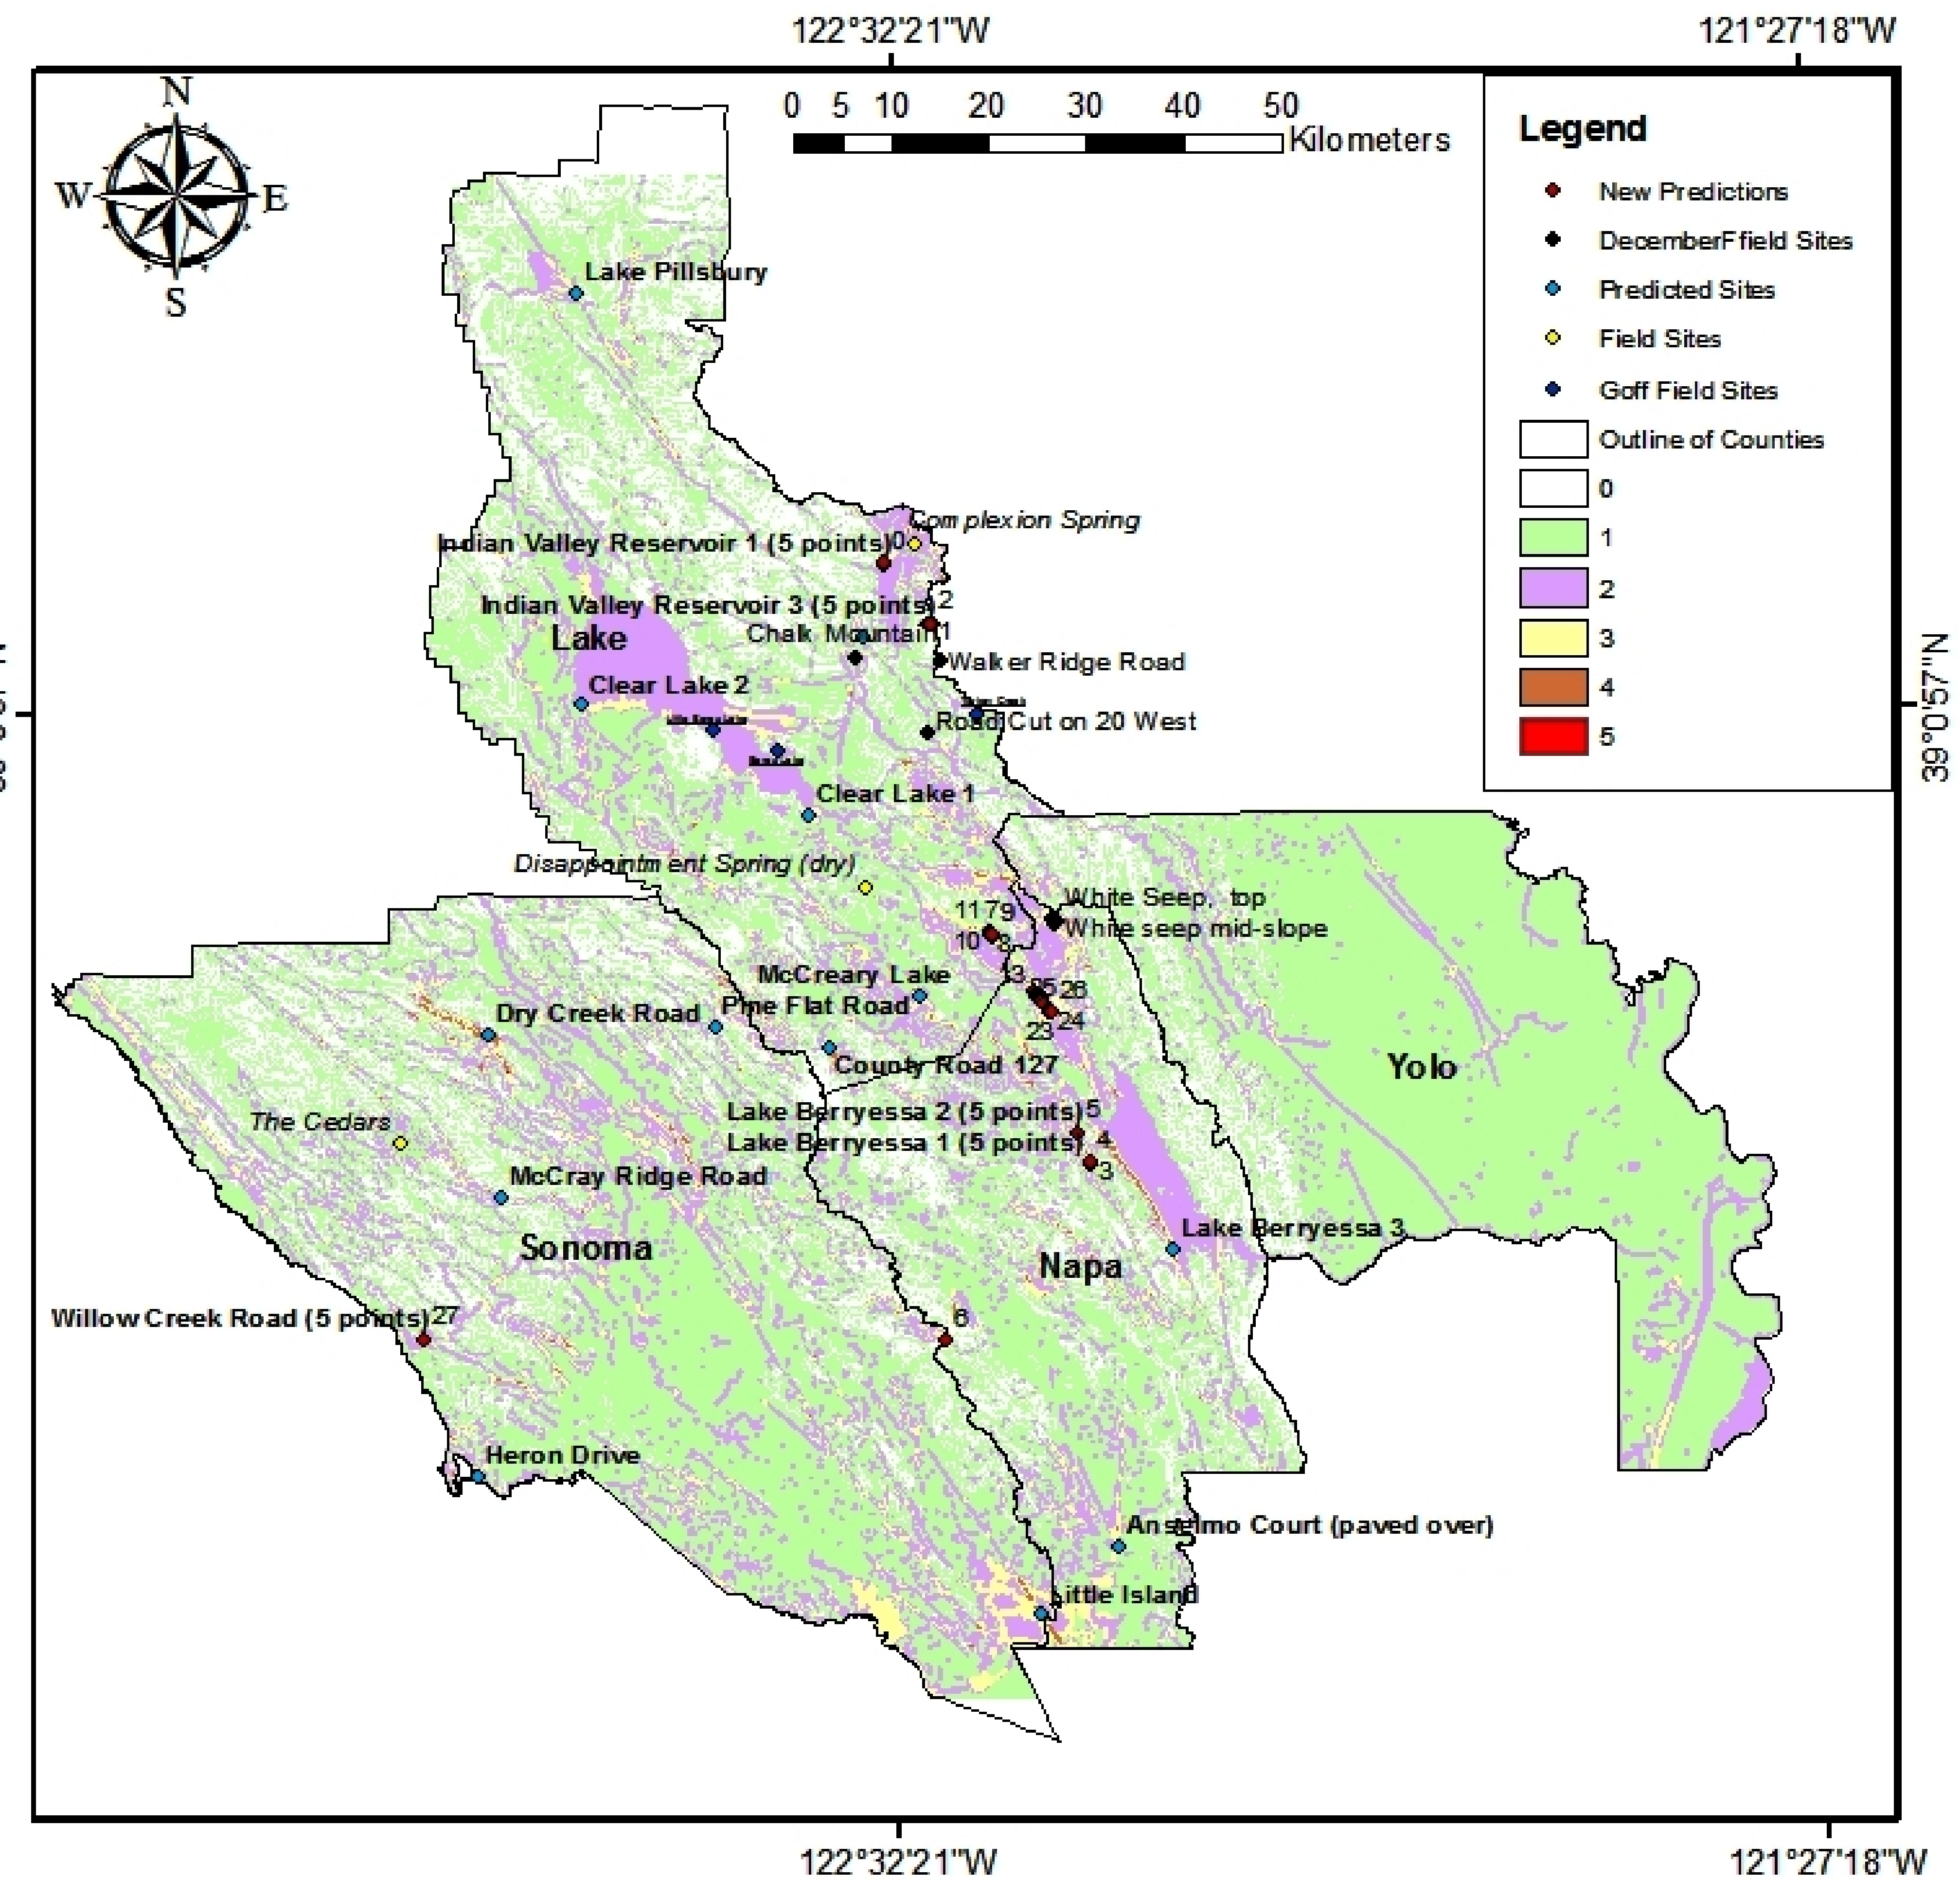 122°32'21"W
121°27'18"W
N
W
E
S
0 5 10 20 30 40 50
Kilometers
Legend
New Predictions
DecemberFfield Sites
Predicted Sites
Field Sites
Goff Field Sites
Outline of Counties
0
1
2
3
4
5
Lake Pillsbury
Complexion Spring
Indian Valley Reservoir 1 (5 points)
0
2
Indian Valley Reservoir 3 (5 points)
Lake
Chalk Mountain
1
Walker Ridge Road
Clear Lake 2
Road Cut on 20 West
39°0'57"N
Clear Lake 1
Disappointment Spring (dry)
White Seep, top
11 7 9
White seep mid-slope
10
McCreary Lake
Pine Flat Road
Dry Creek Road
26
24
23
County Road 127
Yolo
Lake Berryessa 2 (5 points)
5
The Cedars
Lake Berryessa 1 (5 points)
4
3
McCray Ridge Road
Lake Berryessa 3
Sonoma
Napa
Willow Creek Road (5 points)
27
6
Heron Drive
Anselmo Court (paved over)
Little Island
122°32'21"W
121°27'18"W